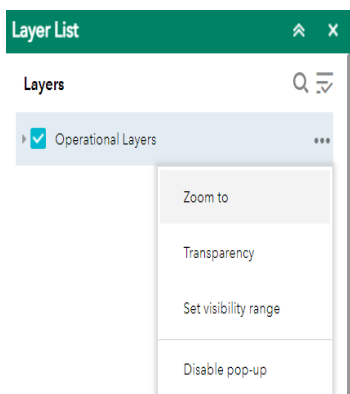 Layer List
Layers
Operational Layers
Zoom to
Transparency
Set visibility range
Disable pop-up